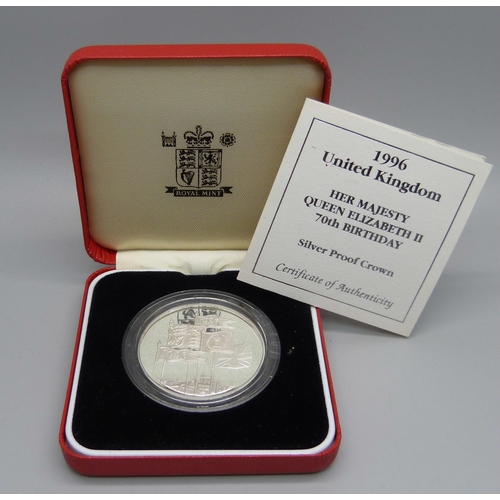 ROYAL MINT
1996
United Kingdom
HER MAJESTY
QUEEN ELIZABETH II
70th BIRTHDAY
Silver Proof Crown
Certificate of Authenticity